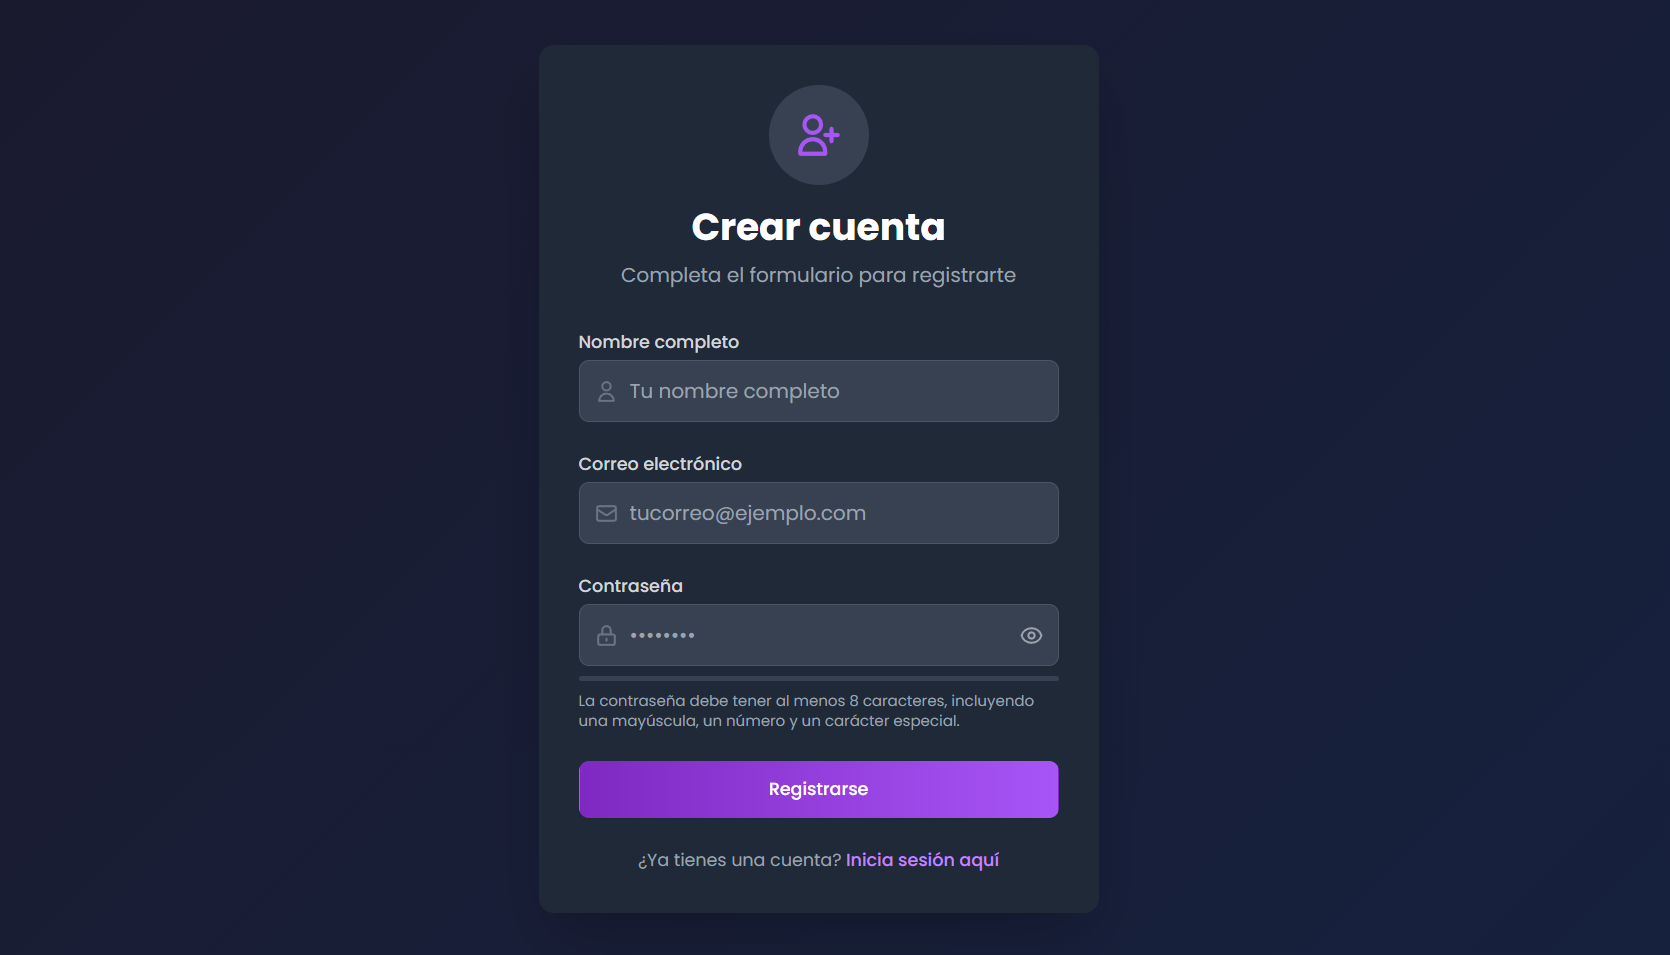 Crear cuenta
Completa el formulario para registrarte
Nombre completo
Tu nombre completo
Correo electrónico
tucorreo@ejemplo.com
Contraseña
••••••••
La contraseña debe tener al menos 8 caracteres, incluyendo
una mayúscula, un número y un carácter especial.
Registrarse
¿Ya tienes una cuenta? Inicia sesión aquí